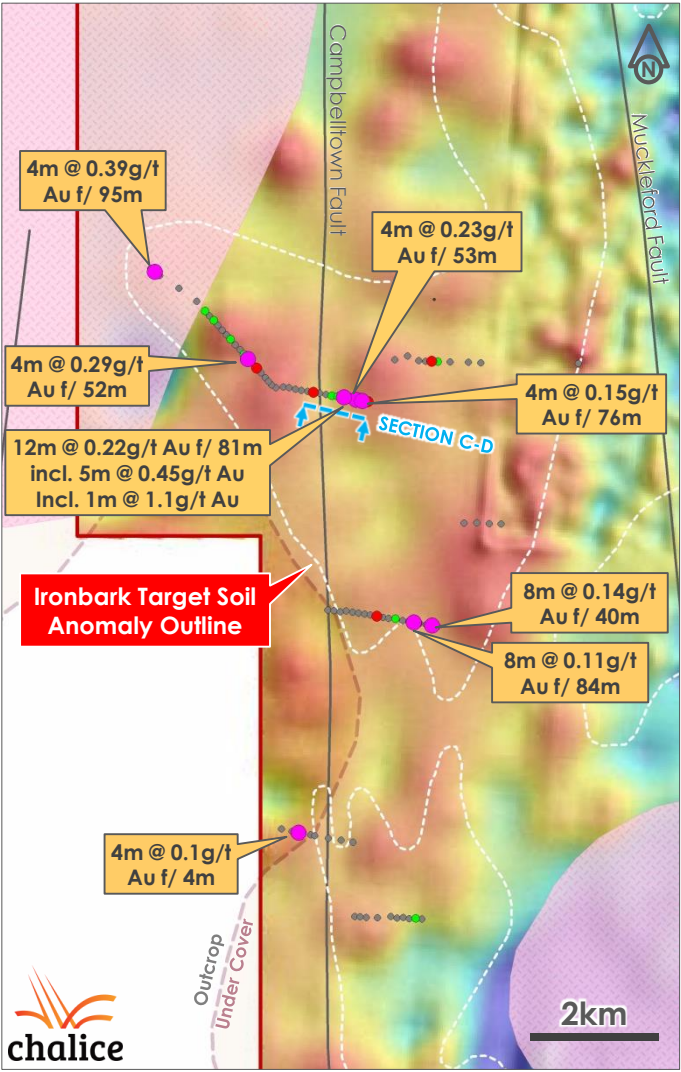 Campbelltown Fault
N
Muckleford Fault
4m @ 0.39g/t
Au f/ 95m
4m @ 0.23g/t
Au f/ 53m
4m @ 0.29g/t
Au f/ 52m
4m @ 0.15g/t
Au f/ 76m
SECTION C-D
12m @ 0.22g/t Au f/ 81m
incl. 5m @ 0.45g/t Au
Incl. 1m @ 1.1g/t Au
Ironbark Target Soil
Anomaly Outline
8m @ 0.14g/t
Au f/ 40m
8m @ 0.11g/t
Au f/ 84m
4m @ 0.1g/t
Au f/ 4m
Outcrop
Under Cover
chalice
2km